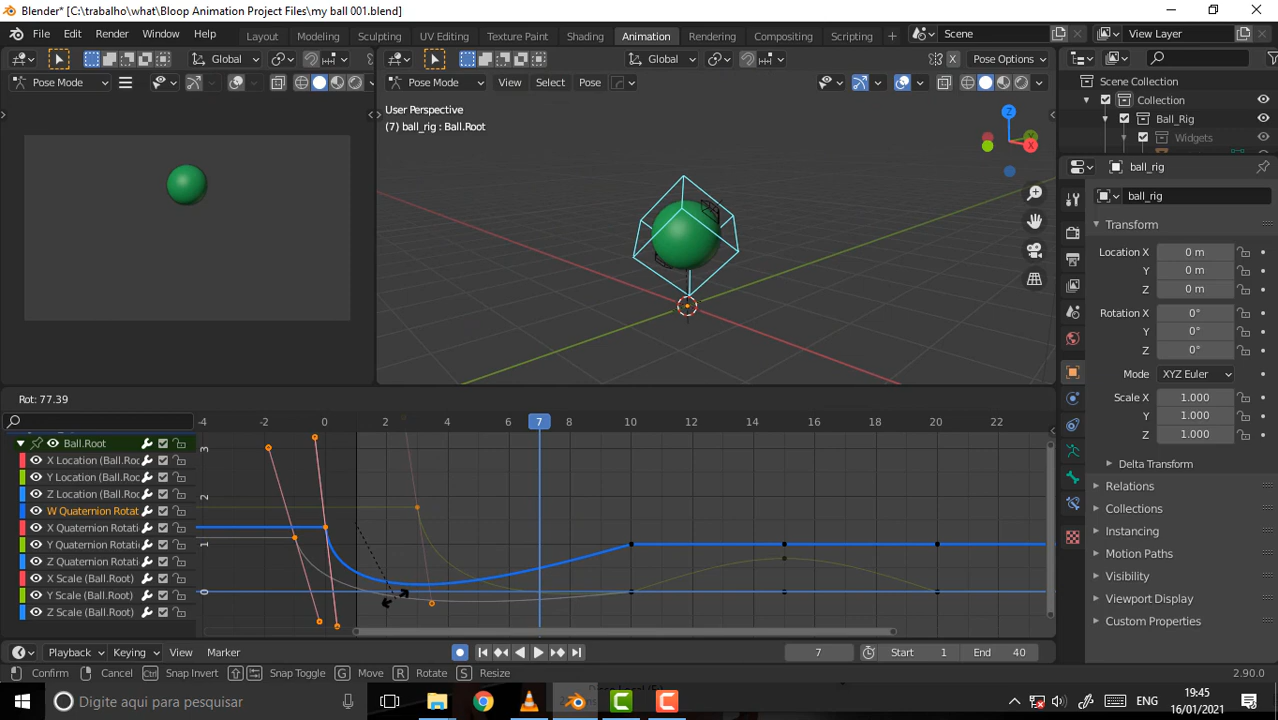 Blender* [C:\trabalho\what\Bloop Animation Project Files\my ball 001.blend]
File Edit Render Window Help Layout Modeling Sculpting UV Editing Texture Paint Shading Animation Rendering Compositing Scripting Scene View Layer
Global Global
Pose Mode Pose Mode View Select Pose X Pose Options
User Perspective
(7) ball_rig : Ball.Root
Z
X
Scene Collection
Collection
Ball_Rig
Widgets
ball_rig
ball_rig
Transform
Location X 0 m
Y 0 m
Z 0 m
Rotation X 0°
Y 0°
Z 0°
Mode XYZ Euler
Scale X 1.000
Y 1.000
Z 1.000
Delta Transform
Relations
Collections
Instancing
Motion Paths
Visibility
Viewport Display
Custom Properties
Rot: 77.39
-4 -2 0 2 4 6 7 8 10 12 14 16 18 20 22
3
2
1
0
Ball.Root
X Location (Ball.Roo
Y Location (Ball.Roo
Z Location (Ball.Roo
W Quaternion Rotat
X Quaternion Rotati
Y Quaternion Rotati
Z Quaternion Rotati
X Scale (Ball.Root)
Y Scale (Ball.Root)
Z Scale (Ball.Root)
Playback Keying View Marker 7 Start 1 End 40
Confirm Cancel Ctrl Snap Invert Snap Toggle G Move R Rotate S Resize 2.90.0
Digite aqui para pesquisar ENG 19:45
16/01/2021